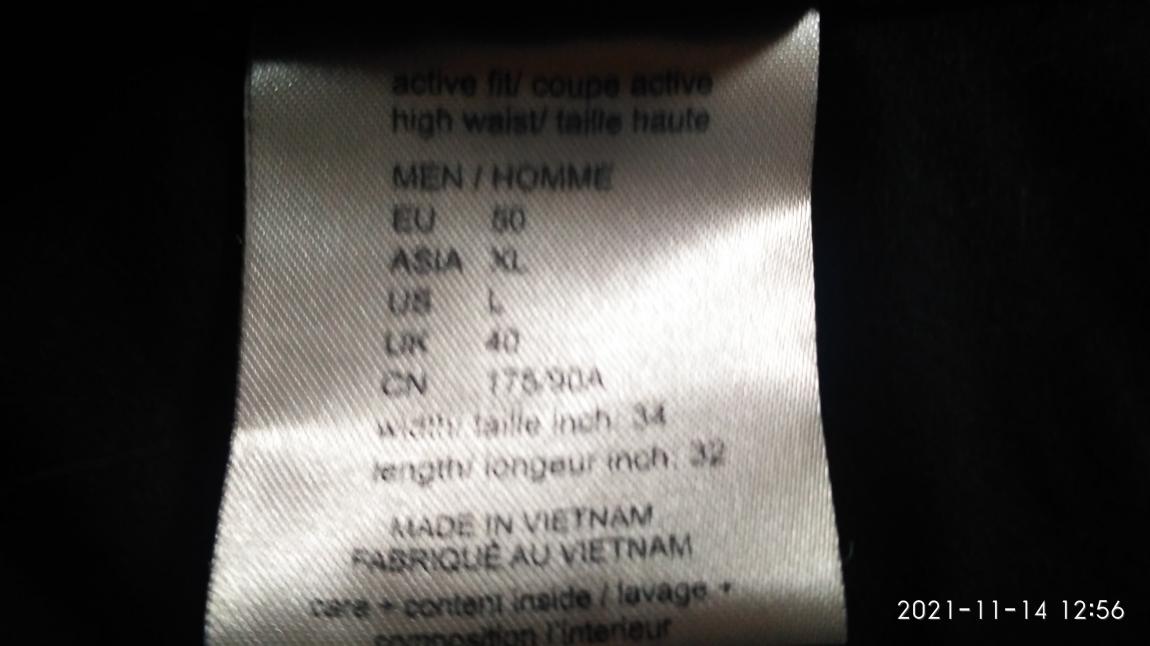 active fit/ coupe active
high waist/ taille haute
MEN / HOMME
EU 50
ASIA XL
US L
UK 40
CN 175/90A
width/ taille inch: 34
length/ longeur inch: 32
MADE IN VIETNAM
FABRIQUÉ AU VIETNAM
care + content inside / lavage +
composition l'interieur
2021-11-14 12:56